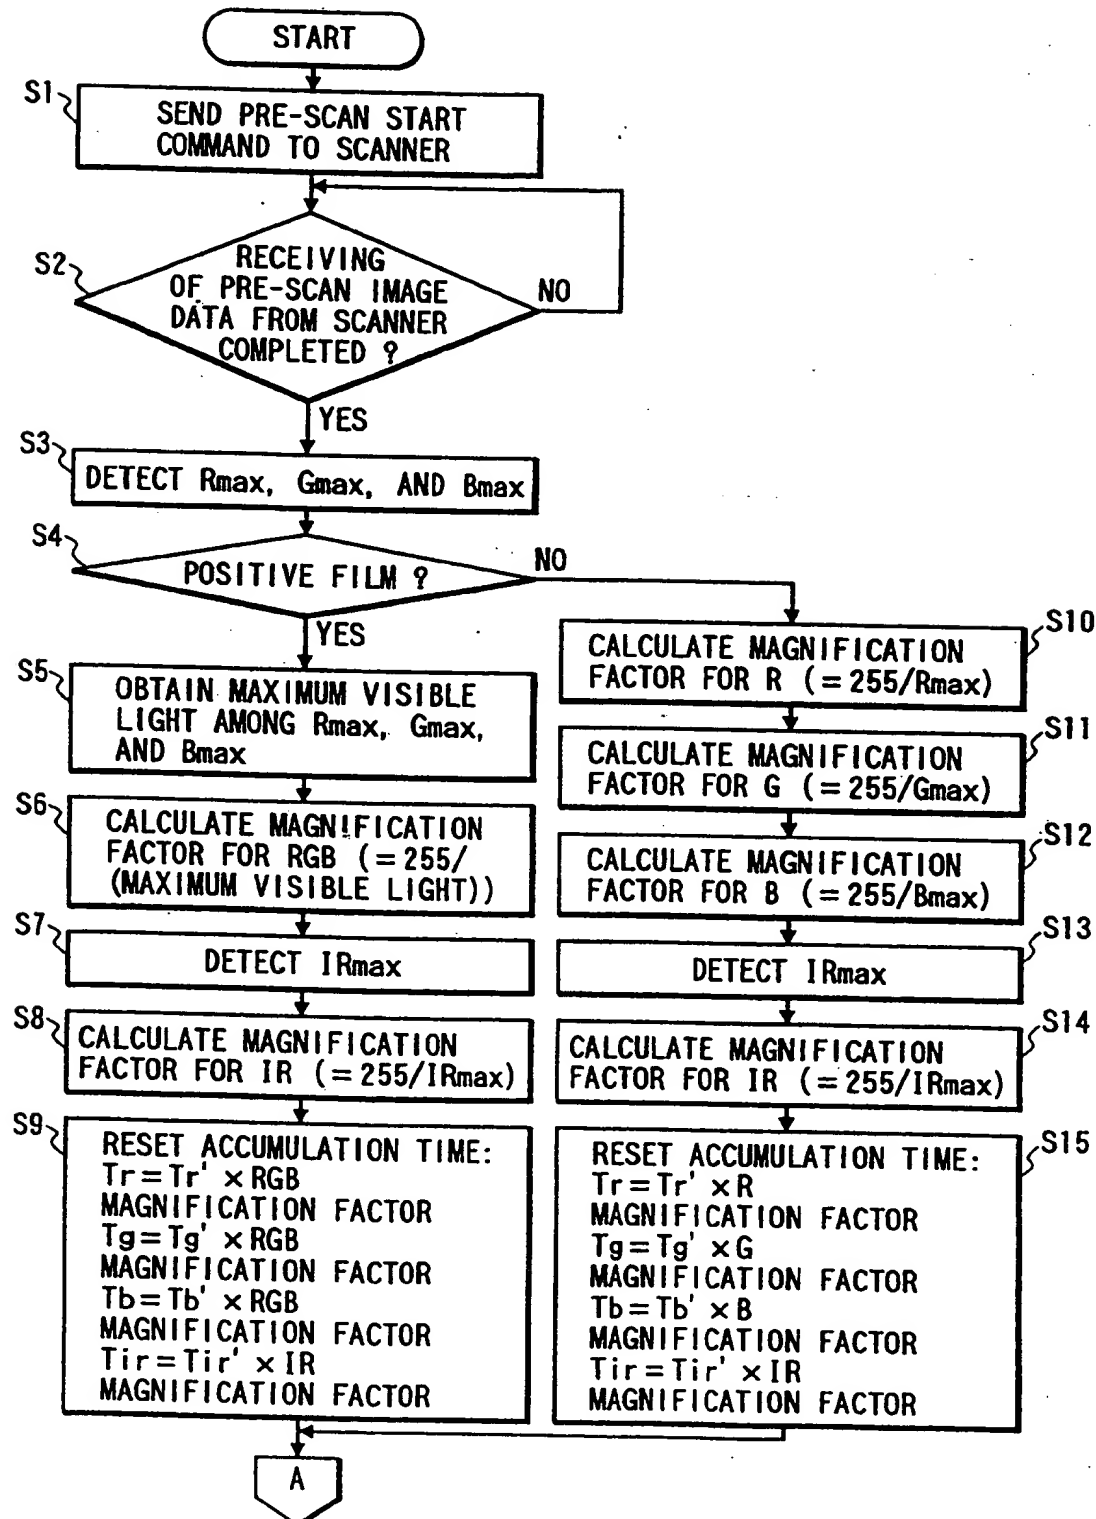 START
S1
SEND PRE-SCAN START
COMMAND TO SCANNER
S2
RECEIVING
OF PRE-SCAN IMAGE
DATA FROM SCANNER
COMPLETED ?
NO
YES
S3
DETECT Rmax, Gmax, AND Bmax
S4
POSITIVE FILM ?
NO
YES
S5
OBTAIN MAXIMUM VISIBLE
LIGHT AMONG Rmax, Gmax,
AND Bmax
S6
CALCULATE MAGNIFICATION
FACTOR FOR RGB (=255/
(MAXIMUM VISIBLE LIGHT))
S7
DETECT IRmax
S8
CALCULATE MAGNIFICATION
FACTOR FOR IR (=255/IRmax)
S9
RESET ACCUMULATION TIME:
Tr=Tr' ×RGB
MAGNIFICATION FACTOR
Tg=Tg' ×RGB
MAGNIFICATION FACTOR
Tb=Tb' ×RGB
MAGNIFICATION FACTOR
Tir=Tir' ×IR
MAGNIFICATION FACTOR
S10
CALCULATE MAGNIFICATION
FACTOR FOR R (=255/Rmax)
S11
CALCULATE MAGNIFICATION
FACTOR FOR G (=255/Gmax)
S12
CALCULATE MAGNIFICATION
FACTOR FOR B (=255/Bmax)
S13
DETECT IRmax
S14
CALCULATE MAGNIFICATION
FACTOR FOR IR (=255/IRmax)
S15
RESET ACCUMULATION TIME:
Tr=Tr' ×R
MAGNIFICATION FACTOR
Tg=Tg' ×G
MAGNIFICATION FACTOR
Tb=Tb' ×B
MAGNIFICATION FACTOR
Tir=Tir' ×IR
MAGNIFICATION FACTOR
A